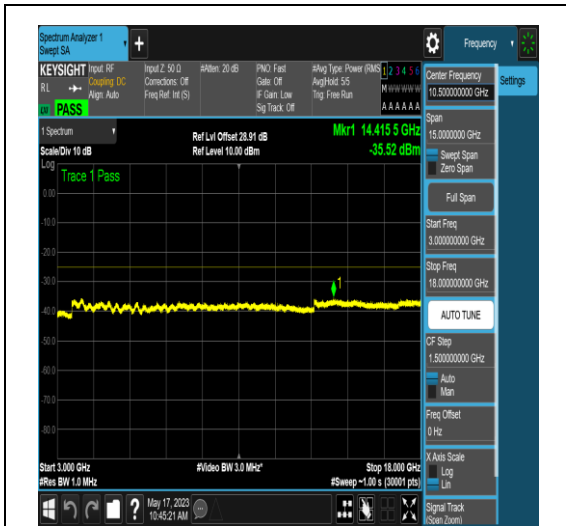 Spectrum Analyzer 1
Swept SA
+
Frequency
KEYSIGHT
RL
PASS
Input: RF
Coupling: DC
Align: Auto
Input Z: 50 Ω
Corrections: Off
Freq Ref: Int (S)
#Atten: 20 dB
PNO: Fast
Gate: Off
IF Gain: Low
Sig Track: Off
#Avg Type: Power (RMS
Avg|Hold: 5/5
Trig: Free Run
1 2 3 4 5 6
M W W W W W
A A A A A A
Center Frequency
10.500000000 GHz
Settings
Span
15.0000000 GHz
Swept Span
Zero Span
Full Span
Start Freq
3.000000000 GHz
Stop Freq
18.000000000 GHz
AUTO TUNE
CF Step
1.500000000 GHz
Auto
Man
Freq Offset
0 Hz
X Axis Scale
Log
Lin
Signal Track
(Span Zoom)
1 Spectrum
Scale/Div 10 dB
Ref Lvl Offset 28.91 dB
Ref Level 10.00 dBm
Mkr1 14.415 5 GHz
-35.52 dBm
Log
Trace 1 Pass
0.00
-10.0
-20.0
-30.0
-40.0
-50.0
-60.0
-70.0
-80.0
1
Start 3.000 GHz
#Res BW 1.0 MHz
#Video BW 3.0 MHz*
Stop 18.000 GHz
#Sweep ~1.00 s (30001 pts)
?
May 17, 2023
10:45:21 AM